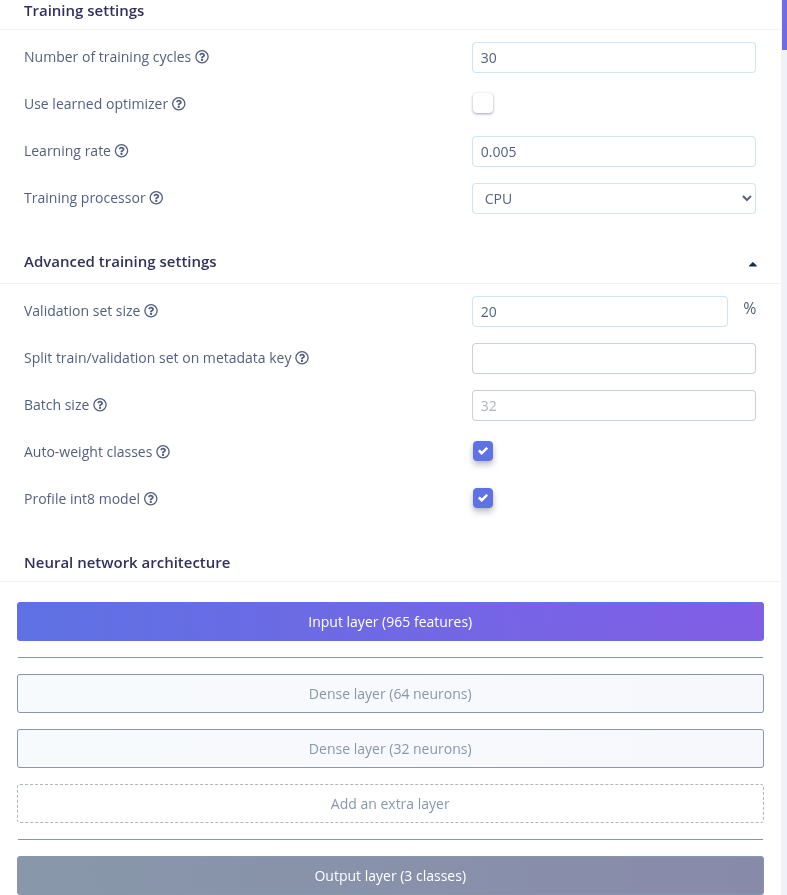 Training settings
Number of training cycles ?
30
Use learned optimizer ?
Learning rate ?
0.005
Training processor ?
CPU
Advanced training settings
Validation set size ?
20
%
Split train/validation set on metadata key ?
Batch size ?
32
Auto-weight classes ?
Profile int8 model ?
Neural network architecture
Input layer (965 features)
Dense layer (64 neurons)
Dense layer (32 neurons)
Add an extra layer
Output layer (3 classes)